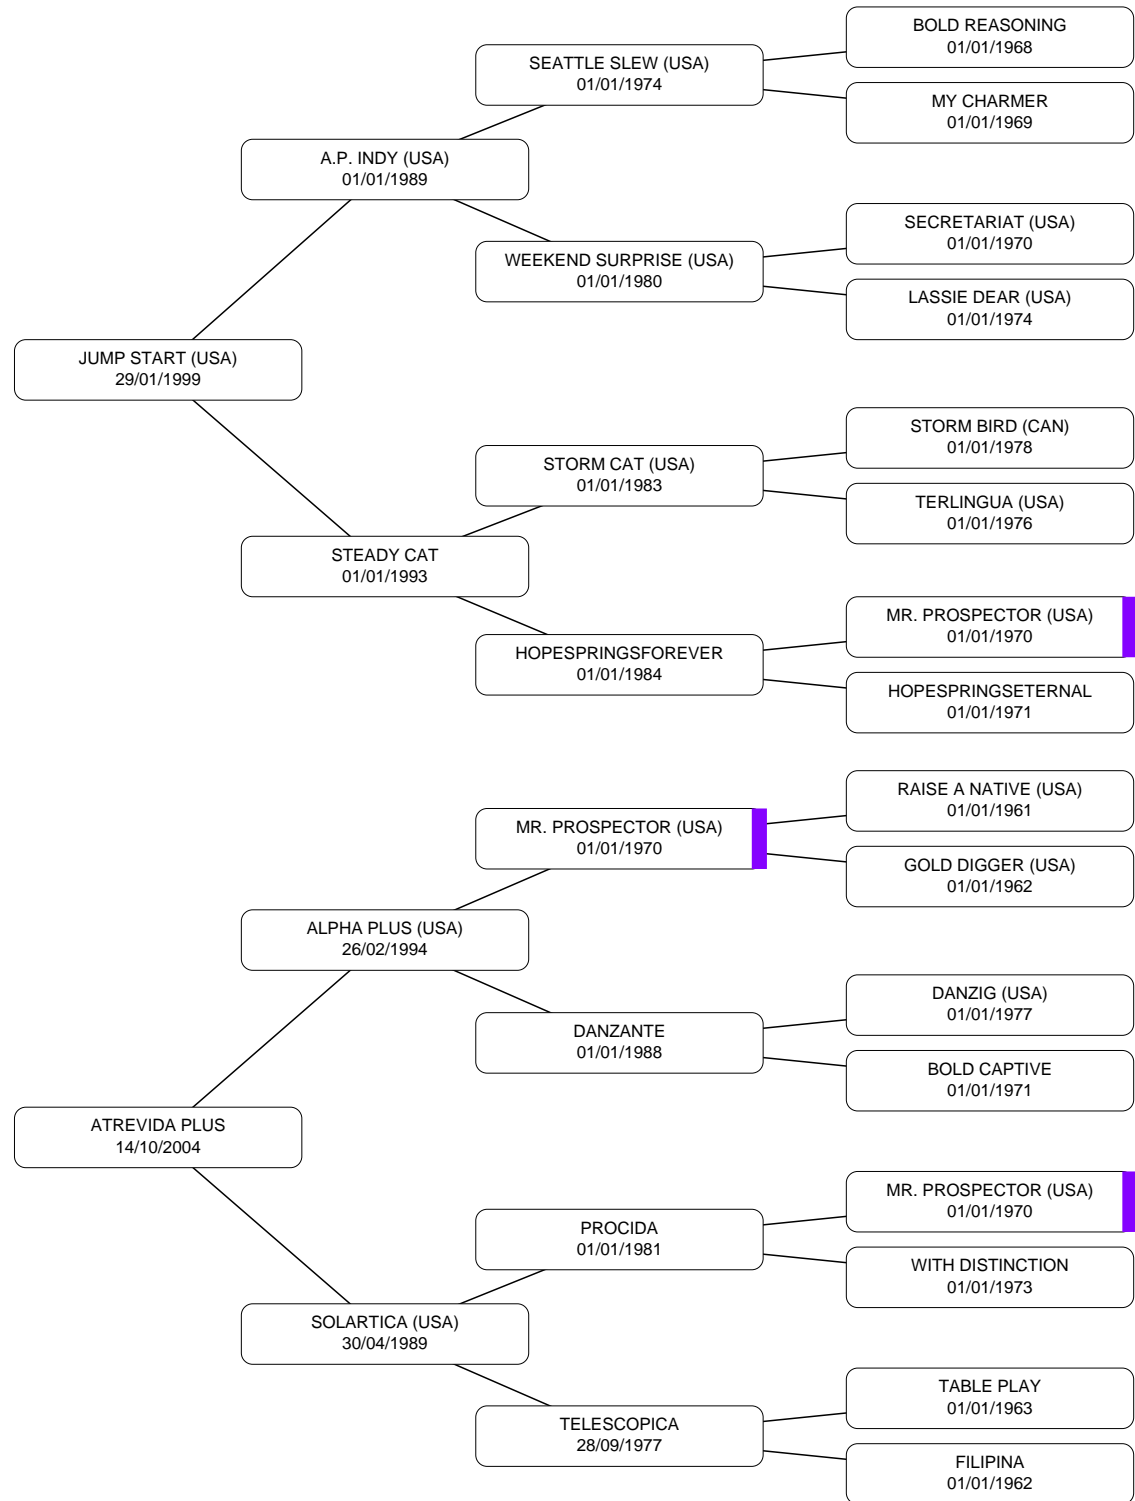 BOLD REASONING
01/01/1968
SEATTLE SLEW (USA)
01/01/1974
MY CHARMER
01/01/1969
A.P. INDY (USA)
01/01/1989
SECRETARIAT (USA)
01/01/1970
WEEKEND SURPRISE (USA)
01/01/1980
LASSIE DEAR (USA)
01/01/1974
JUMP START (USA)
29/01/1999
STORM BIRD (CAN)
01/01/1978
STORM CAT (USA)
01/01/1983
TERLINGUA (USA)
01/01/1976
STEADY CAT
01/01/1993
MR. PROSPECTOR (USA)
01/01/1970
HOPESPRINGSFOREVER
01/01/1984
HOPESPRINGSETERNAL
01/01/1971
RAISE A NATIVE (USA)
01/01/1961
MR. PROSPECTOR (USA)
01/01/1970
GOLD DIGGER (USA)
01/01/1962
ALPHA PLUS (USA)
26/02/1994
DANZIG (USA)
01/01/1977
DANZANTE
01/01/1988
BOLD CAPTIVE
01/01/1971
ATREVIDA PLUS
14/10/2004
MR. PROSPECTOR (USA)
01/01/1970
PROCIDA
01/01/1981
WITH DISTINCTION
01/01/1973
SOLARTICA (USA)
30/04/1989
TABLE PLAY
01/01/1963
TELESCOPICA
28/09/1977
FILIPINA
01/01/1962